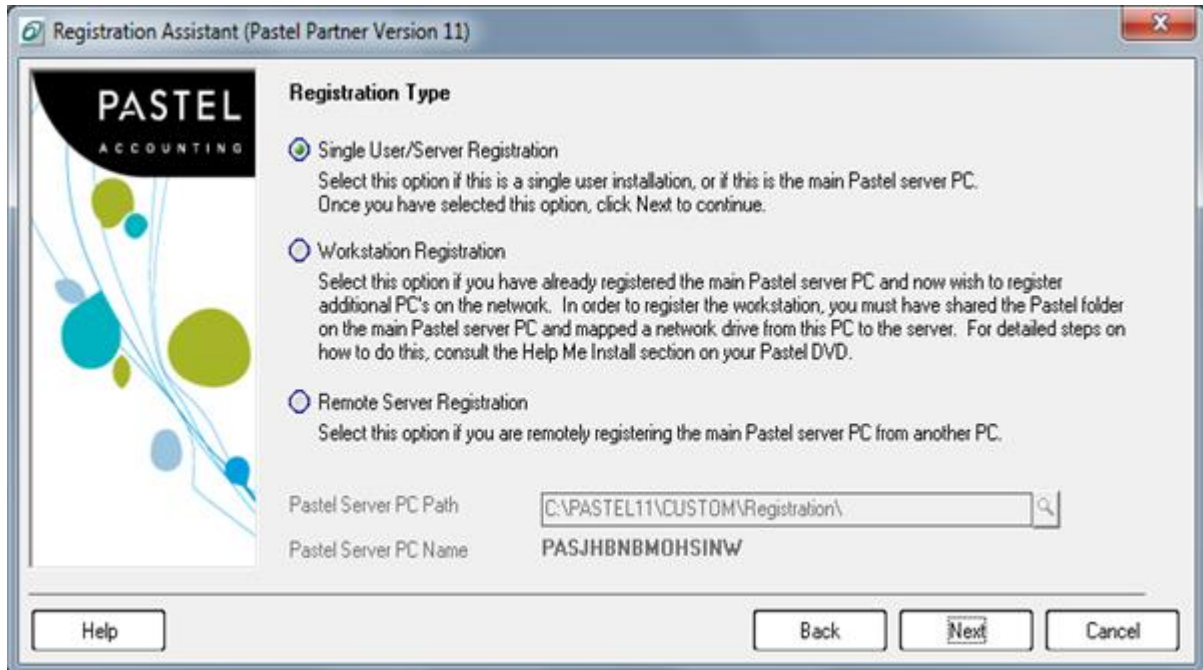 Registration Assistant (Pastel Partner Version 11)
PASTEL
ACCOUNTING
Registration Type
Single User/Server Registration
Select this option if this is a single user installation, or if this is the main Pastel server PC.
Once you have selected this option, click Next to continue.
Workstation Registration
Select this option if you have already registered the main Pastel server PC and now wish to register
additional PC's on the network. In order to register the workstation, you must have shared the Pastel folder
on the main Pastel server PC and mapped a network drive from this PC to the server. For detailed steps on
how to do this, consult the Help Me Install section on your Pastel DVD.
Remote Server Registration
Select this option if you are remotely registering the main Pastel server PC from another PC.
Pastel Server PC Path C:\PASTEL11\CUSTOM\Registration\
Pastel Server PC Name PASJHBNBMOHSINW
Help Back Next Cancel